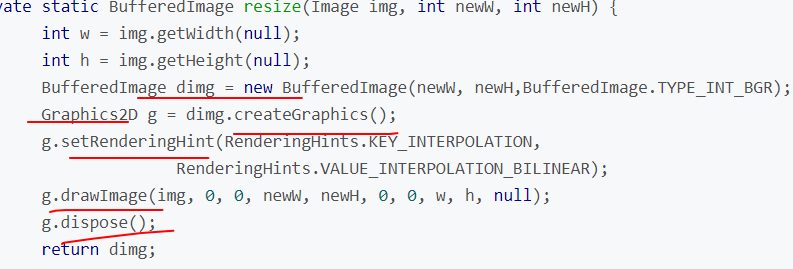 vate static BufferedImage resize(Image img, int newW, int newH) {
int w = img.getWidth(null);
int h = img.getHeight(null);
BufferedImage dimg = new BufferedImage(newW, newH,BufferedImage.TYPE_INT_BGR);
Graphics2D g = dimg.createGraphics();
g.setRenderingHint(RenderingHints.KEY_INTERPOLATION,
RenderingHints.VALUE_INTERPOLATION_BILINEAR);
g.drawImage(img, 0, 0, newW, newH, 0, 0, w, h, null);
g.dispose();
return dimg;